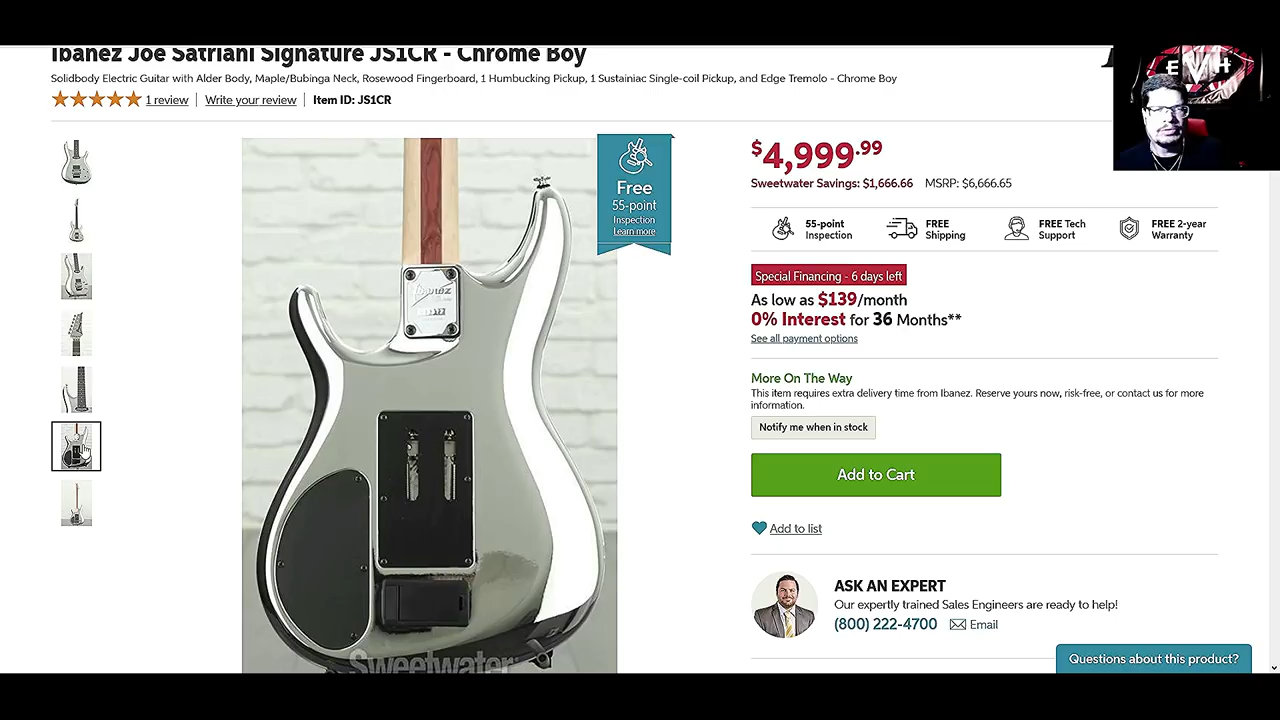 Ibanez Joe Satriani Signature JS1CR - Chrome Boy
Solidbody Electric Guitar with Alder Body, Maple/Bubinga Neck, Rosewood Fingerboard, 1 Humbucking Pickup, 1 Sustainiac Single-coil Pickup, and Edge Tremolo - Chrome Boy
1 review
Write your review
Item ID: JS1CR
EVH
Free
55-point
Inspection
Learn more
Ibanez
Sweetwater
$4,999.99
Sweetwater Savings: $1,666.66 MSRP: $6,666.65
55-point
Inspection
FREE
Shipping
FREE Tech
Support
FREE 2-year
Warranty
Special Financing - 6 days left
As low as $139/month
0% Interest for 36 Months**
See all payment options
More On The Way
This item requires extra delivery time from Ibanez. Reserve yours now, risk-free, or contact us for more
information.
Notify me when in stock
Add to Cart
Add to list
ASK AN EXPERT
Our expertly trained Sales Engineers are ready to help!
(800) 222-4700 Email
Questions about this product?